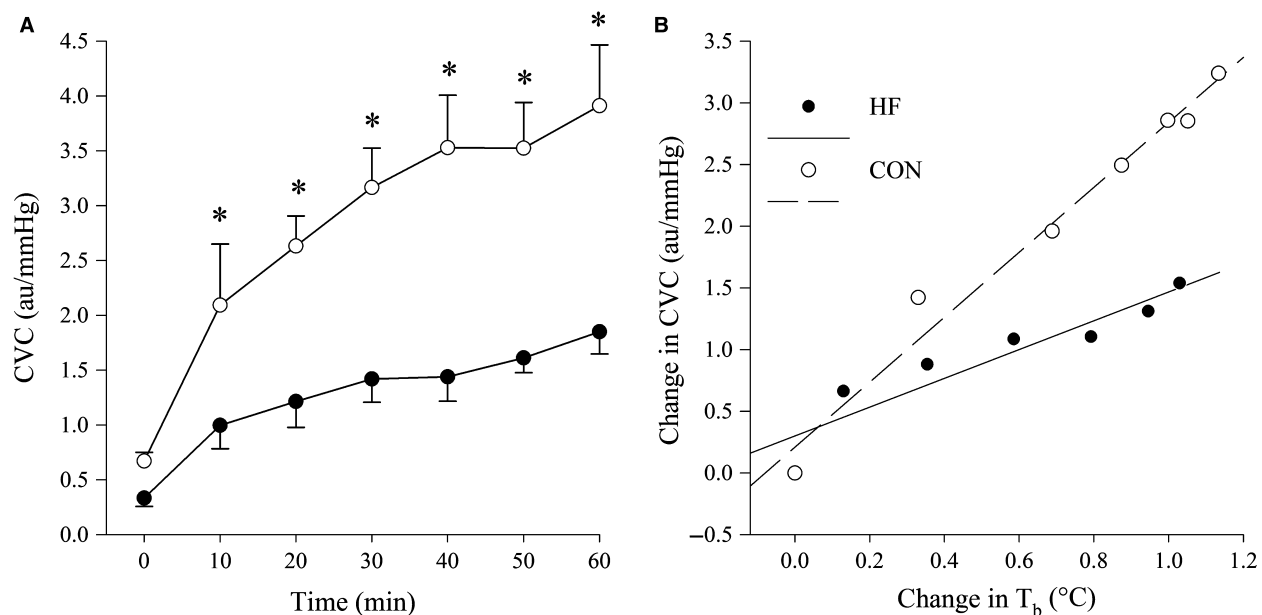 A
4.5
4.0
3.5
3.0
2.5
2.0
1.5
1.0
0.5
0.0
CVC (au/mmHg)
* * * * * *
0 10 20 30 40 50 60
Time (min)
B
3.5
3.0
2.5
2.0
1.5
1.0
0.5
0.0
−0.5
Change in CVC (au/mmHg)
HF
CON
0.0 0.2 0.4 0.6 0.8 1.0 1.2
Change in Tb (°C)